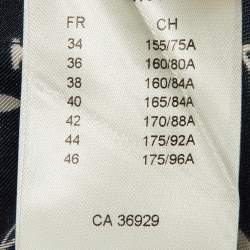 FR CH
34 155/75A
36 160/80A
38 160/84A
40 165/84A
42 170/88A
44 175/92A
46 175/96A
CA 36929